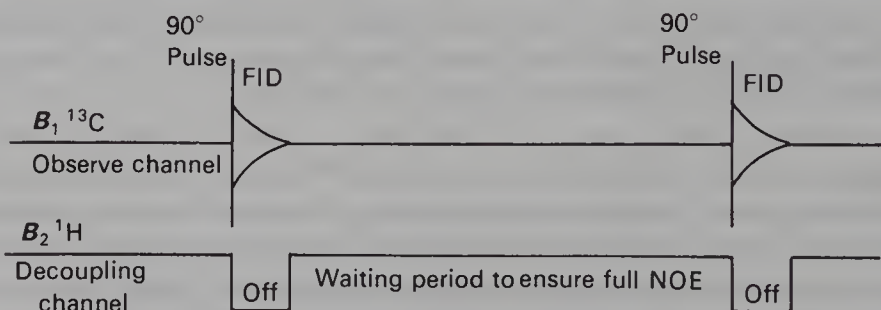 90°
Pulse
FID
90°
Pulse
FID
B₁ ¹³C
Observe channel
B₂ ¹H
Decoupling
channel
Off
Waiting period to ensure full NOE
Off